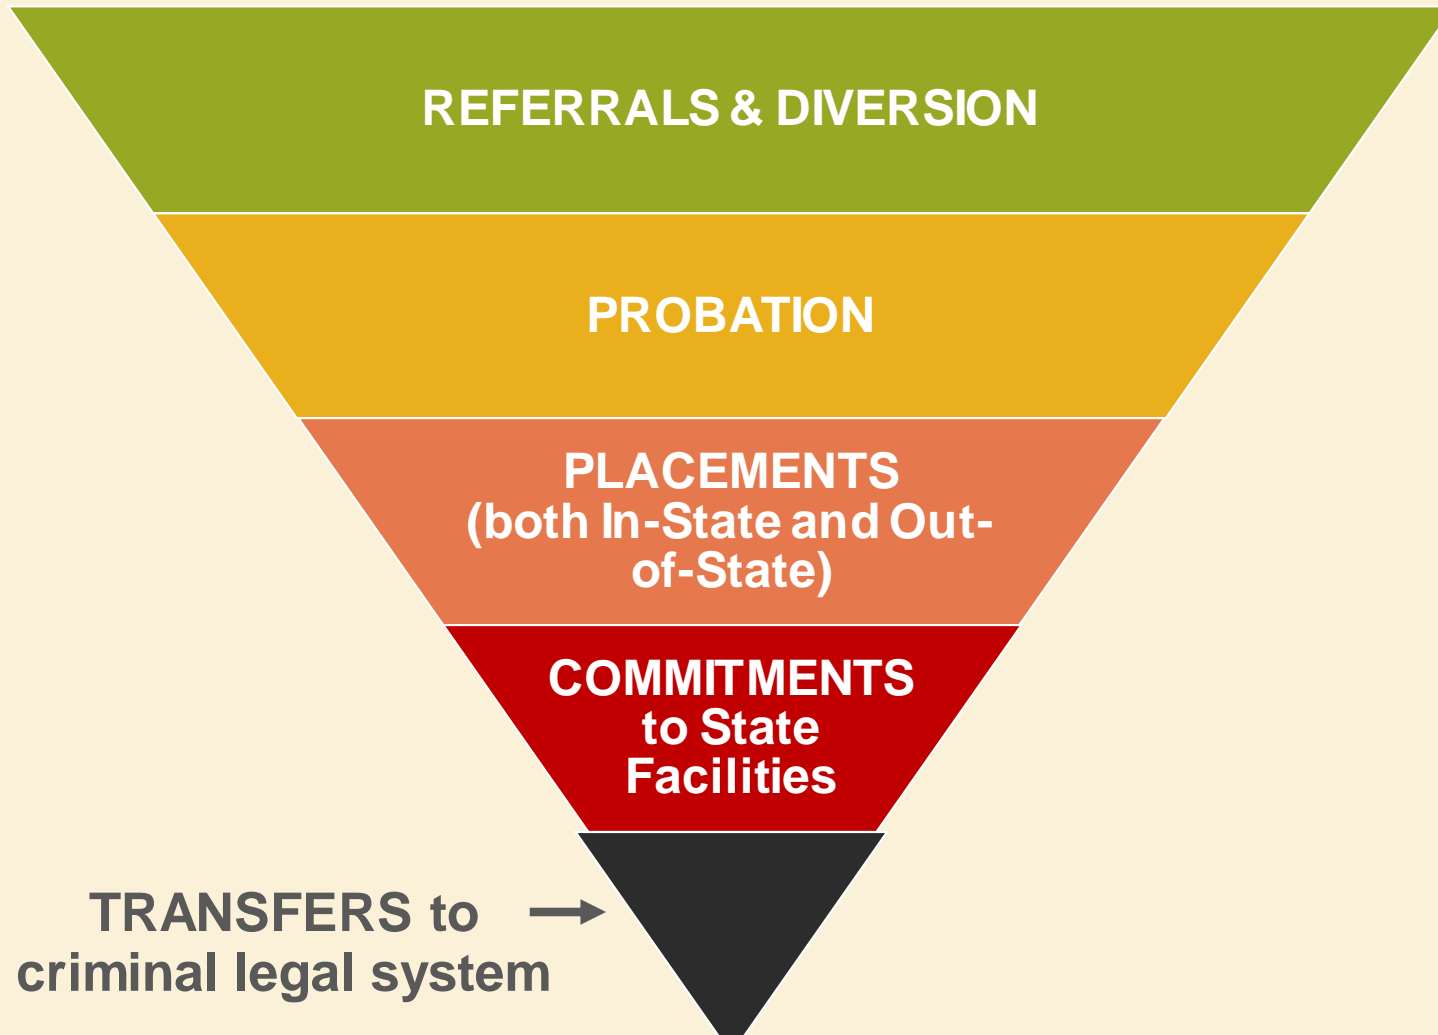 REFERRALS & DIVERSION
PROBATION
PLACEMENTS
(both In-State and Out-
of-State)
COMMITMENTS
to State
Facilities
TRANSFERS to
criminal legal system